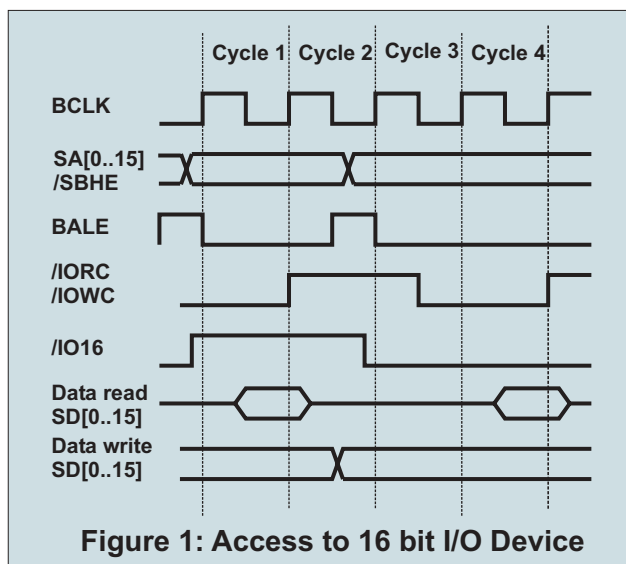 Cycle 1 Cycle 2 Cycle 3 Cycle 4
BCLK
SA[0..15]
/SBHE
BALE
/IORC
/IOWC
/IO16
Data read
SD[0..15]
Data write
SD[0..15]
Figure 1: Access to 16 bit I/O Device